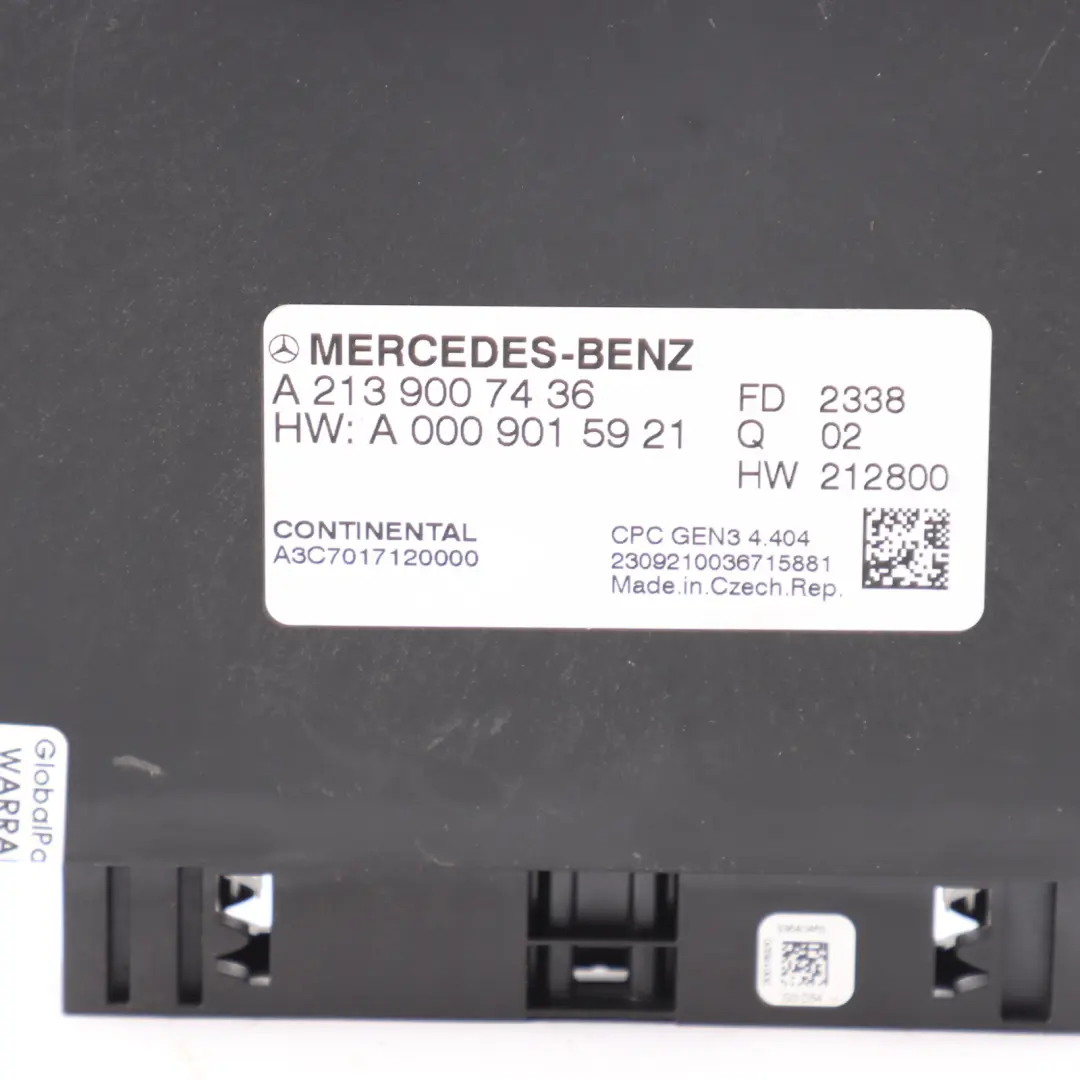 MERCEDES-BENZ
A 213 900 74 36
HW: A 000 901 59 21
FD 2338
Q 02
HW 212800
CONTINENTAL
A3C7017120000
CPC GEN3 4.404
2309210036715881
Made.in.Czech.Rep.
GlobalPa
WARRA